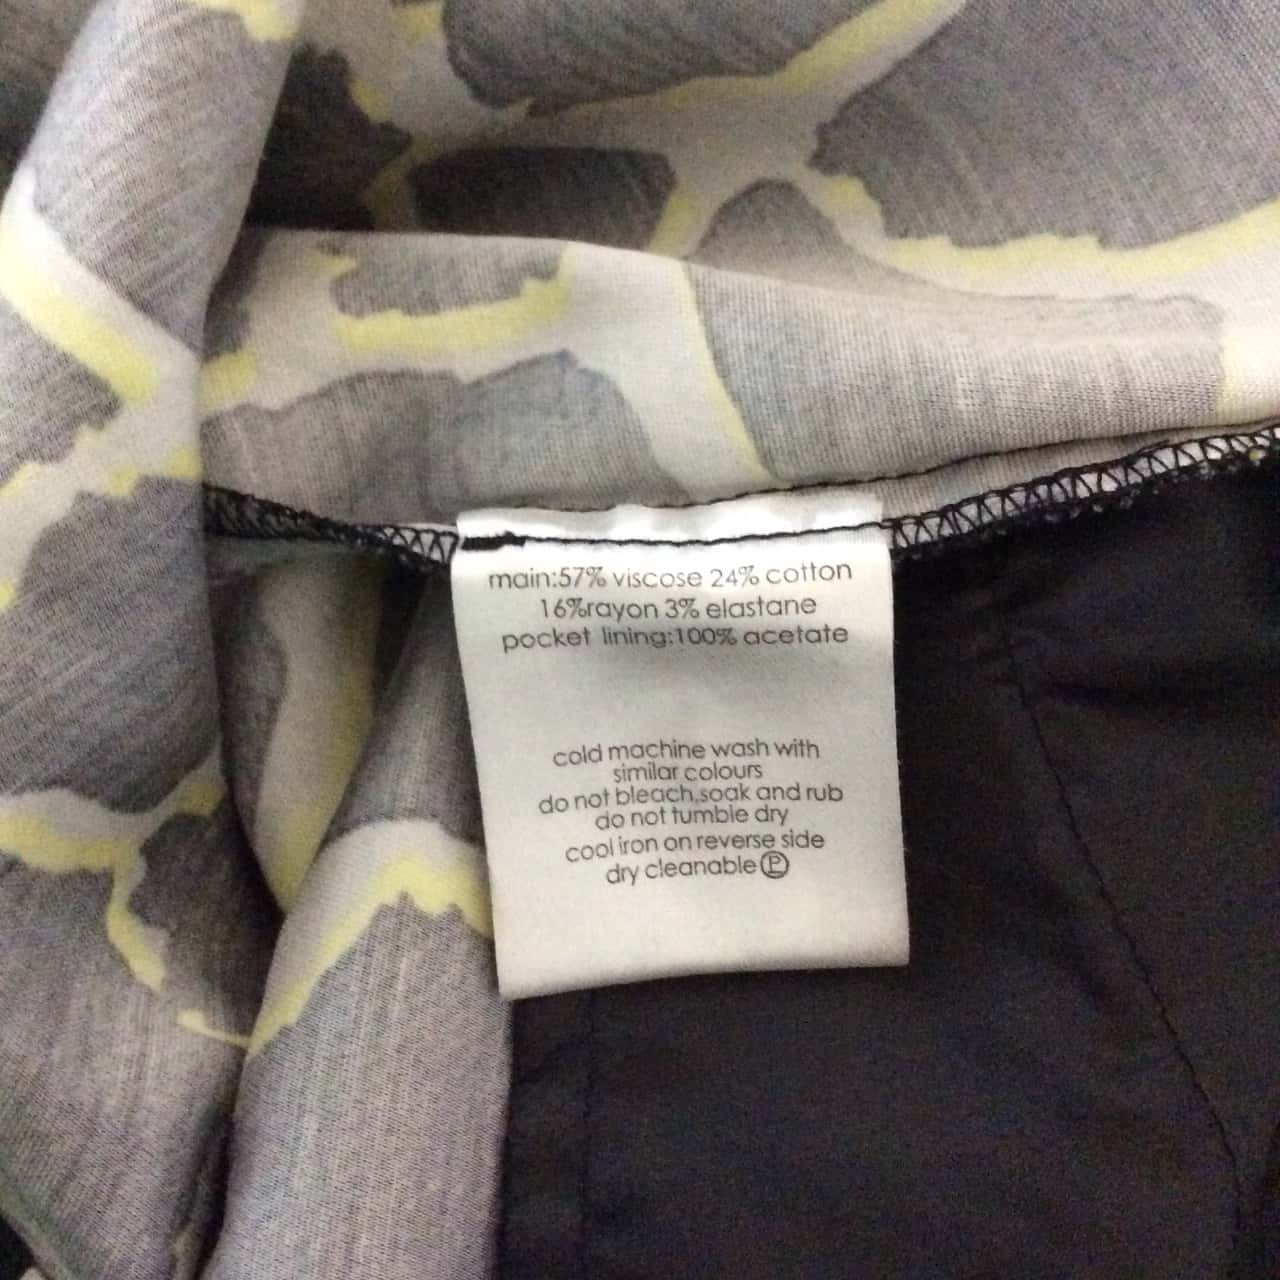 main:57% viscose 24% cotton
16%rayon 3% elastane
pocket lining:100% acetate
cold machine wash with
similar colours
do not bleach,soak and rub
do not tumble dry
cool iron on reverse side
dry cleanable Ⓟ